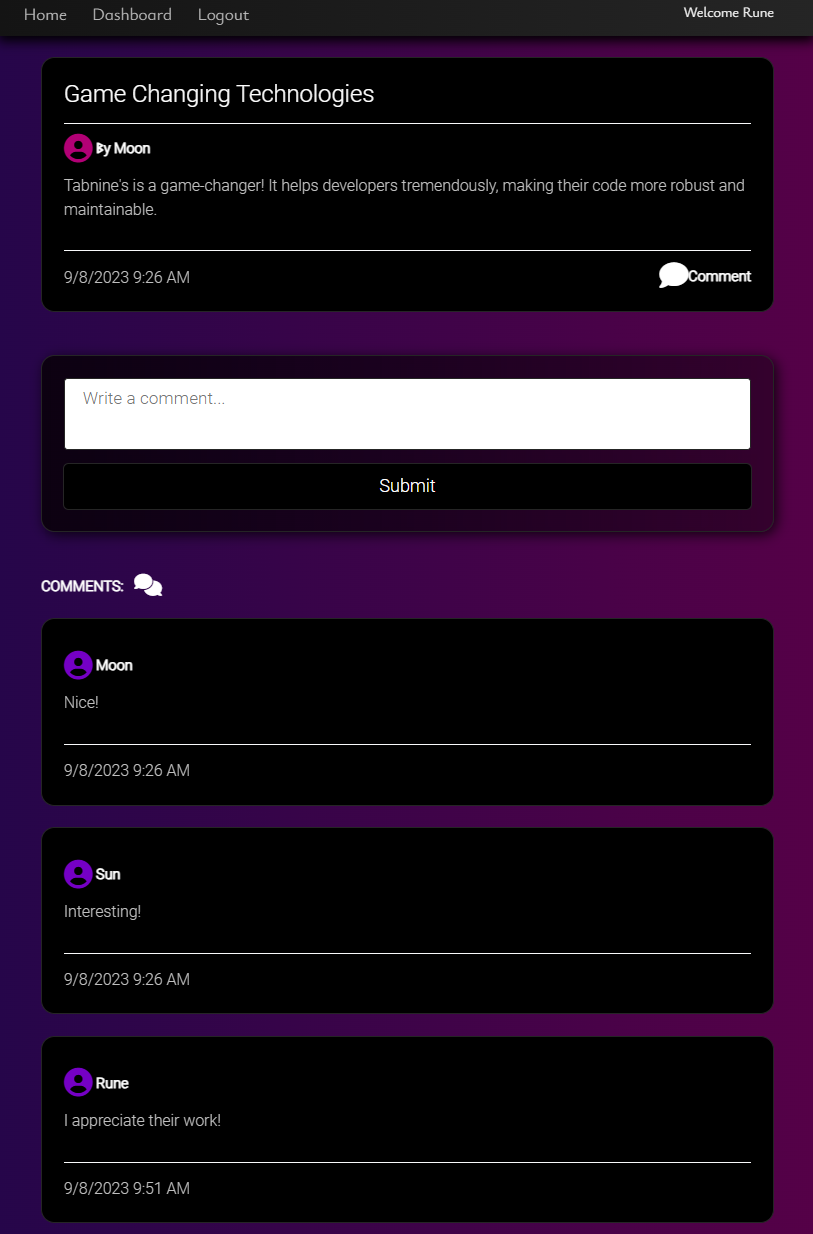 Home Dashboard Logout Welcome Rune
Game Changing Technologies
By Moon
Tabnine's is a game-changer! It helps developers tremendously, making their code more robust and
maintainable.
9/8/2023 9:26 AM Comment
Write a comment...
Submit
COMMENTS:
Moon
Nice!
9/8/2023 9:26 AM
Sun
Interesting!
9/8/2023 9:26 AM
Rune
I appreciate their work!
9/8/2023 9:51 AM